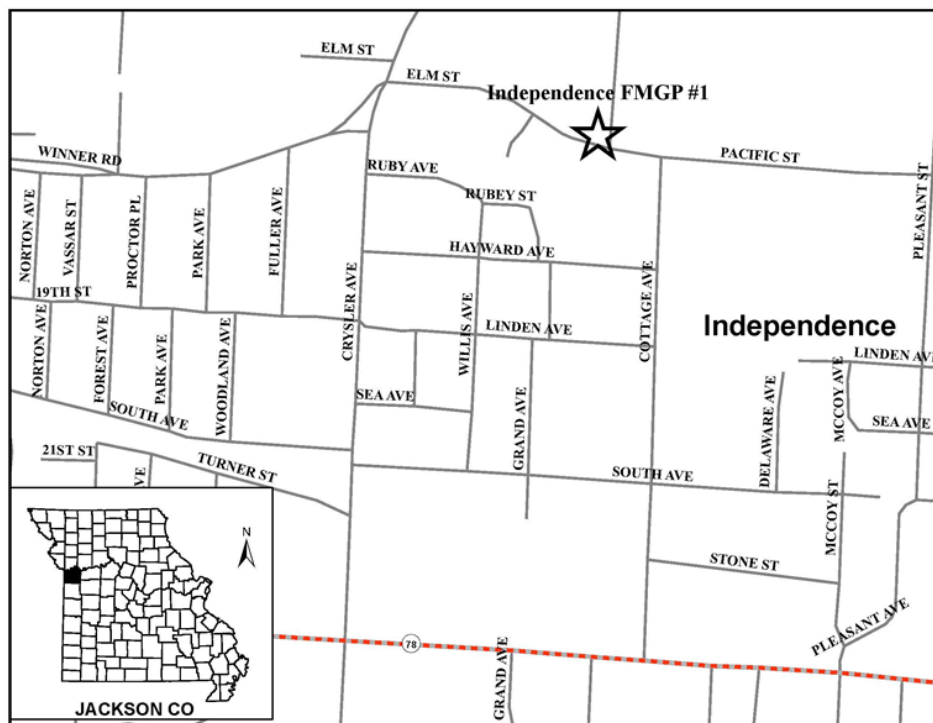 ELM ST
ELM ST
Independence FMGP #1
WINNER RD
PACIFIC ST
RUBY AVE
RUBEY ST
NORTON AVE
VASSAR ST
PROCTOR PL
PARK AVE
FULLER AVE
PLEASANT ST
HAYWARD AVE
19TH ST
CRYSLER AVE
WILLIS AVE
COTTAGE AVE
LINDEN AVE
Independence
NORTON AVE
FOREST AVE
PARK AVE
WOODLAND AVE
LINDEN AVE
SEA AVE
GRAND AVE
DELAWARE AVE
MCCOY AVE
SEA AVE
SOUTH AVE
21ST ST
VE
TURNER ST
SOUTH AVE
MCCOY ST
N
STONE ST
PLEASANT AVE
78
GRAND AVE
JACKSON CO